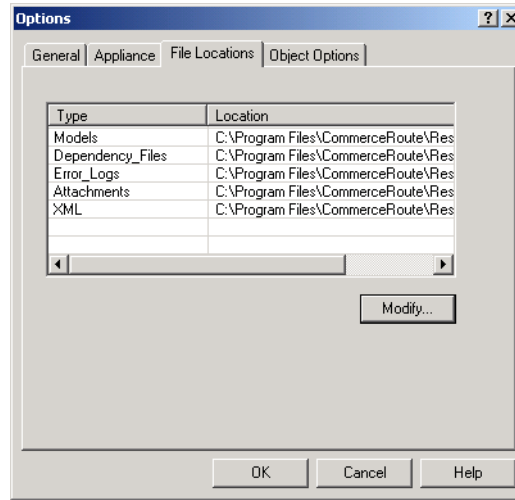 Options
General Appliance File Locations Object Options
Type Location
Models C:\Program Files\CommerceRoute\Res
Dependency_Files C:\Program Files\CommerceRoute\Res
Error_Logs C:\Program Files\CommerceRoute\Res
Attachments C:\Program Files\CommerceRoute\Res
XML C:\Program Files\CommerceRoute\Res
Modify...
OK Cancel Help